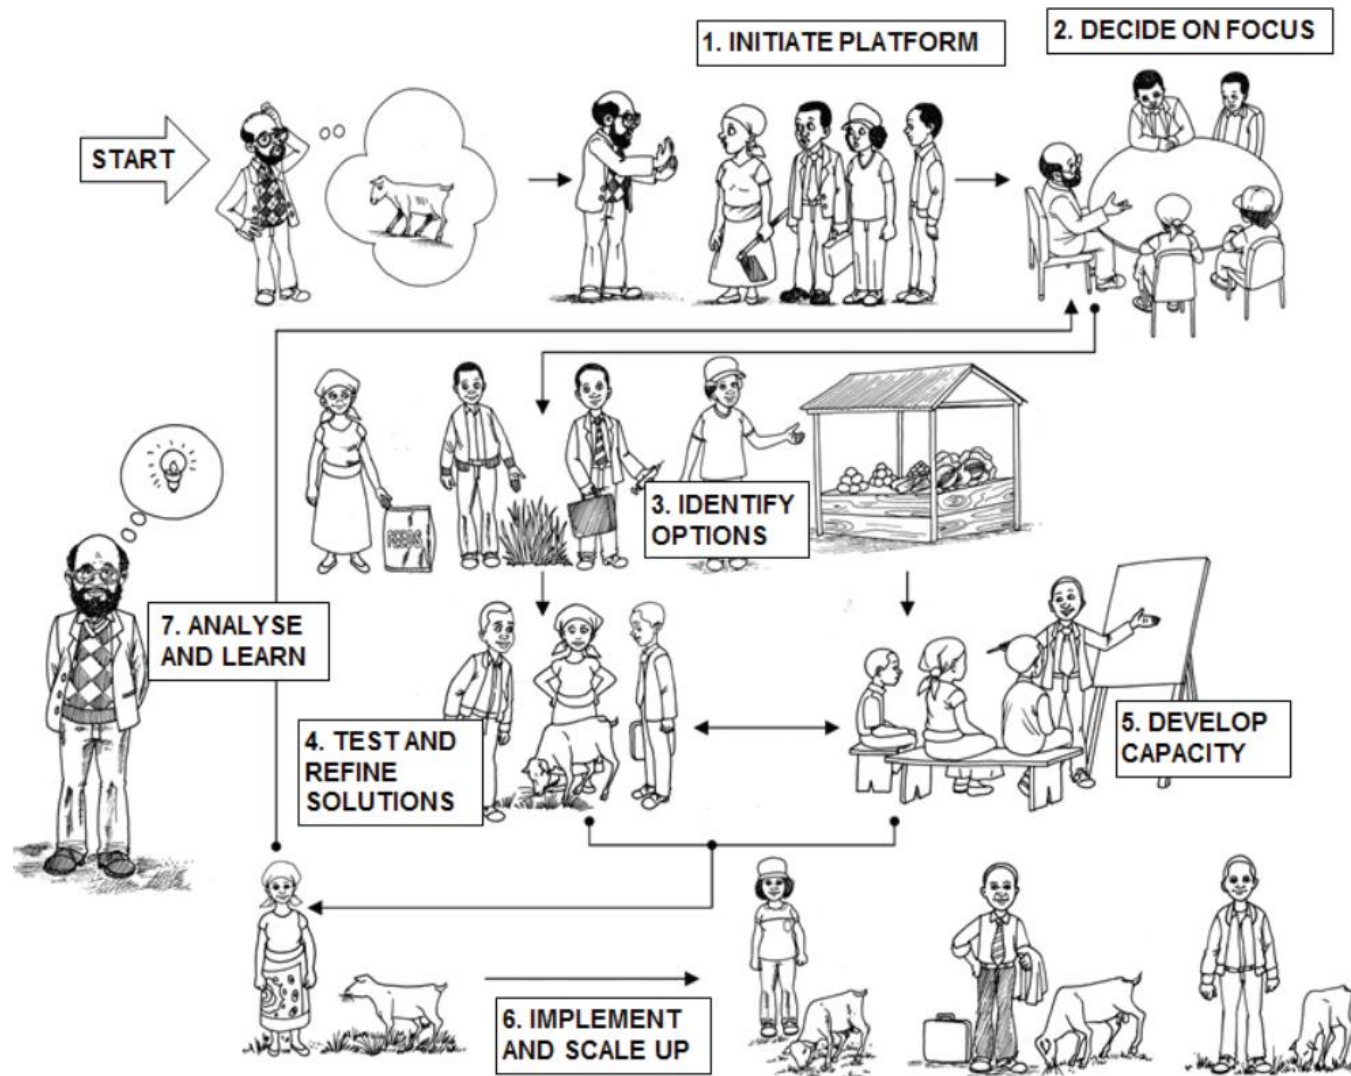 1. INITIATE PLATFORM
2. DECIDE ON FOCUS
START
FEEDS
3. IDENTIFY
OPTIONS
7. ANALYSE
AND LEARN
4. TEST AND
REFINE
SOLUTIONS
5. DEVELOP
CAPACITY
6. IMPLEMENT
AND SCALE UP